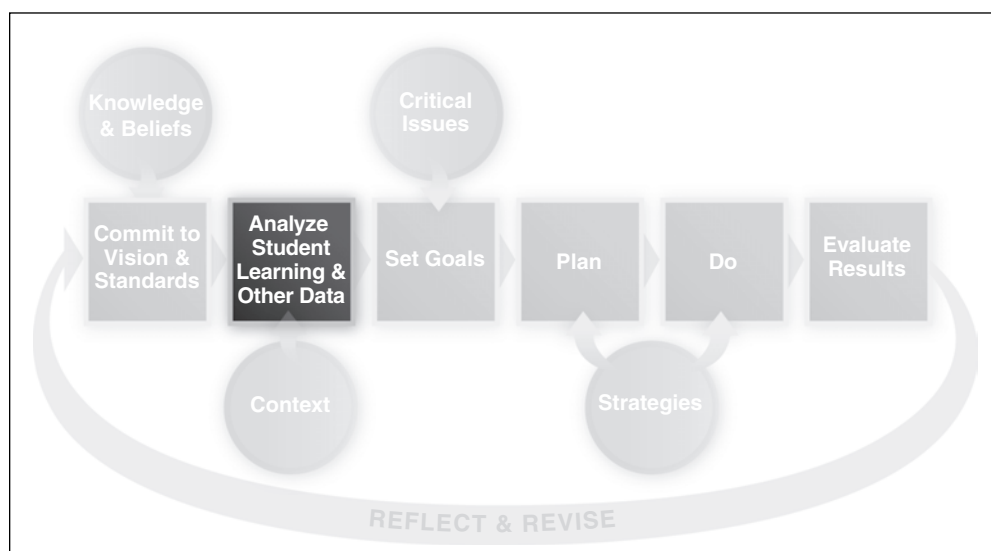 Knowledge
& Beliefs
Critical
Issues
Commit to
Vision &
Standards
Analyze
Student
Learning &
Other Data
Set Goals
Plan
Do
Evaluate
Results
Context
Strategies
REFLECT & REVISE